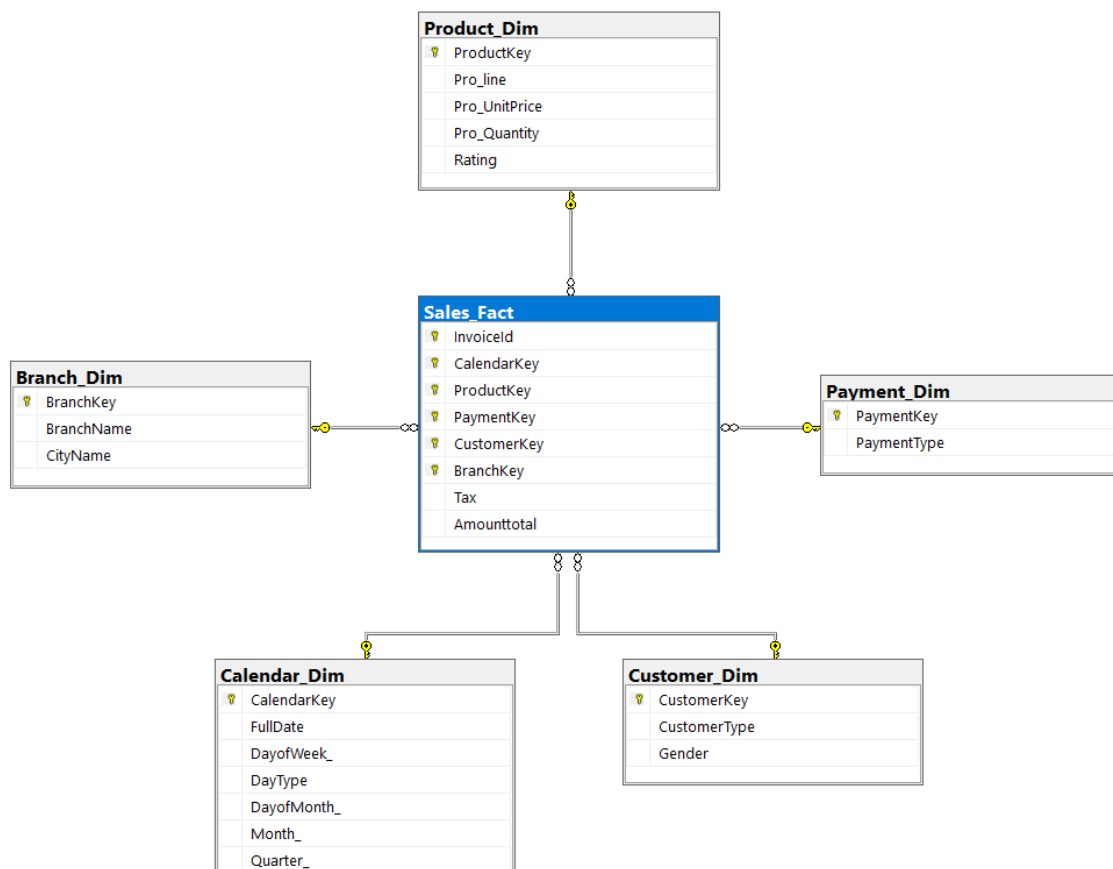 Product_Dim
ProductKey
Pro_line
Pro_UnitPrice
Pro_Quantity
Rating
Sales_Fact
InvoiceId
CalendarKey
ProductKey
PaymentKey
CustomerKey
BranchKey
Tax
Amounttotal
Branch_Dim
BranchKey
BranchName
CityName
Payment_Dim
PaymentKey
PaymentType
Calendar_Dim
CalendarKey
FullDate
DayofWeek_
DayType
DayofMonth_
Month_
Quarter_
Customer_Dim
CustomerKey
CustomerType
Gender